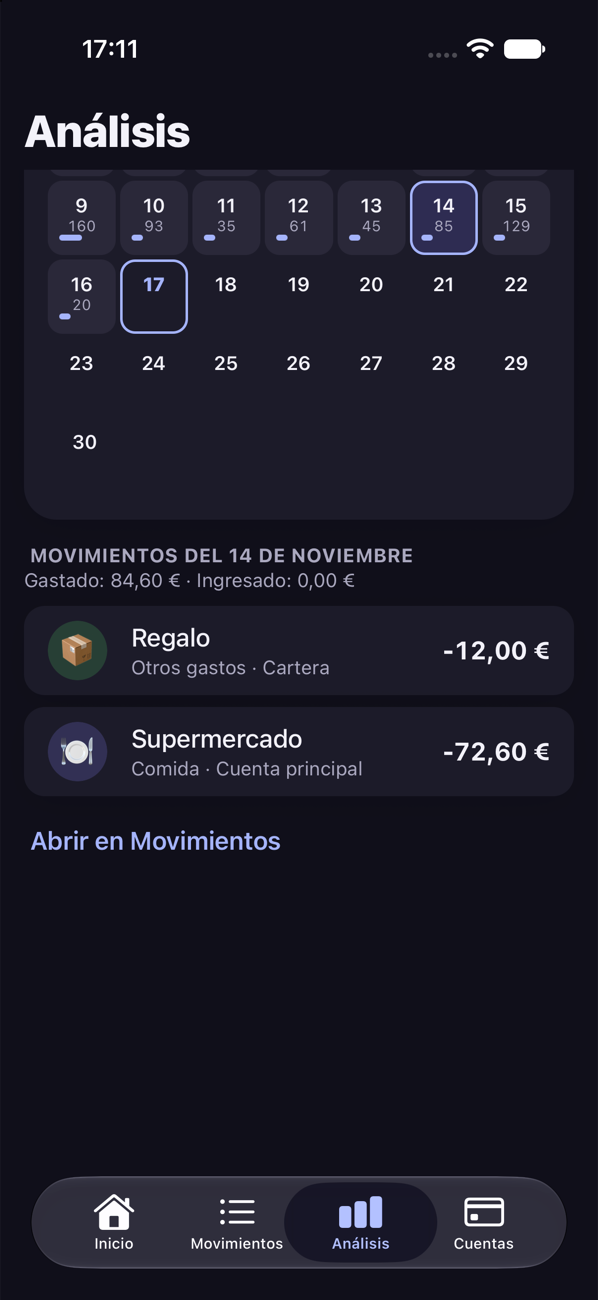 17:11
Análisis
9 10 11 12 13 14 15
160 93 35 61 45 85 129
16 17 18 19 20 21 22
20
23 24 25 26 27 28 29
30
MOVIMIENTOS DEL 14 DE NOVIEMBRE
Gastado: 84,60 € · Ingresado: 0,00 €
Regalo
Otros gastos · Cartera
-12,00 €
Supermercado
Comida · Cuenta principal
-72,60 €
Abrir en Movimientos
Inicio Movimientos Análisis Cuentas